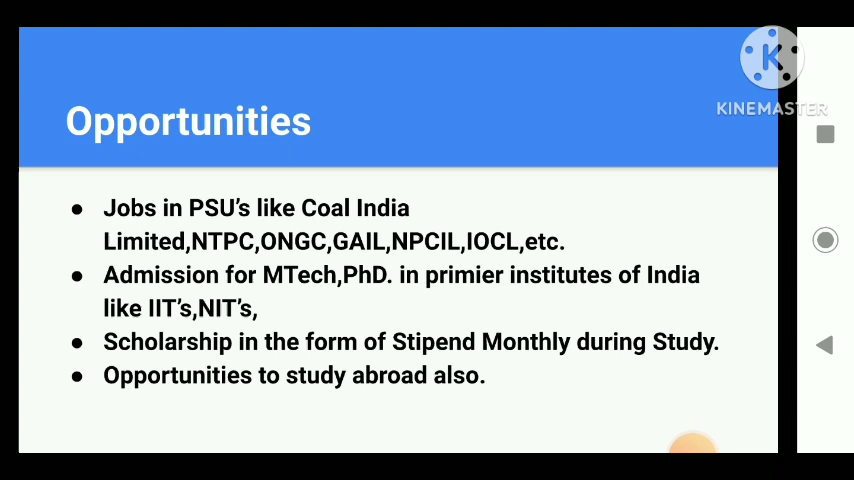 KINEMASTER
Opportunities
● Jobs in PSU's like Coal India
Limited,NTPC,ONGC,GAIL,NPCIL,IOCL,etc.
● Admission for MTech,PhD. in primier institutes of India
like IIT's,NIT's,
● Scholarship in the form of Stipend Monthly during Study.
● Opportunities to study abroad also.